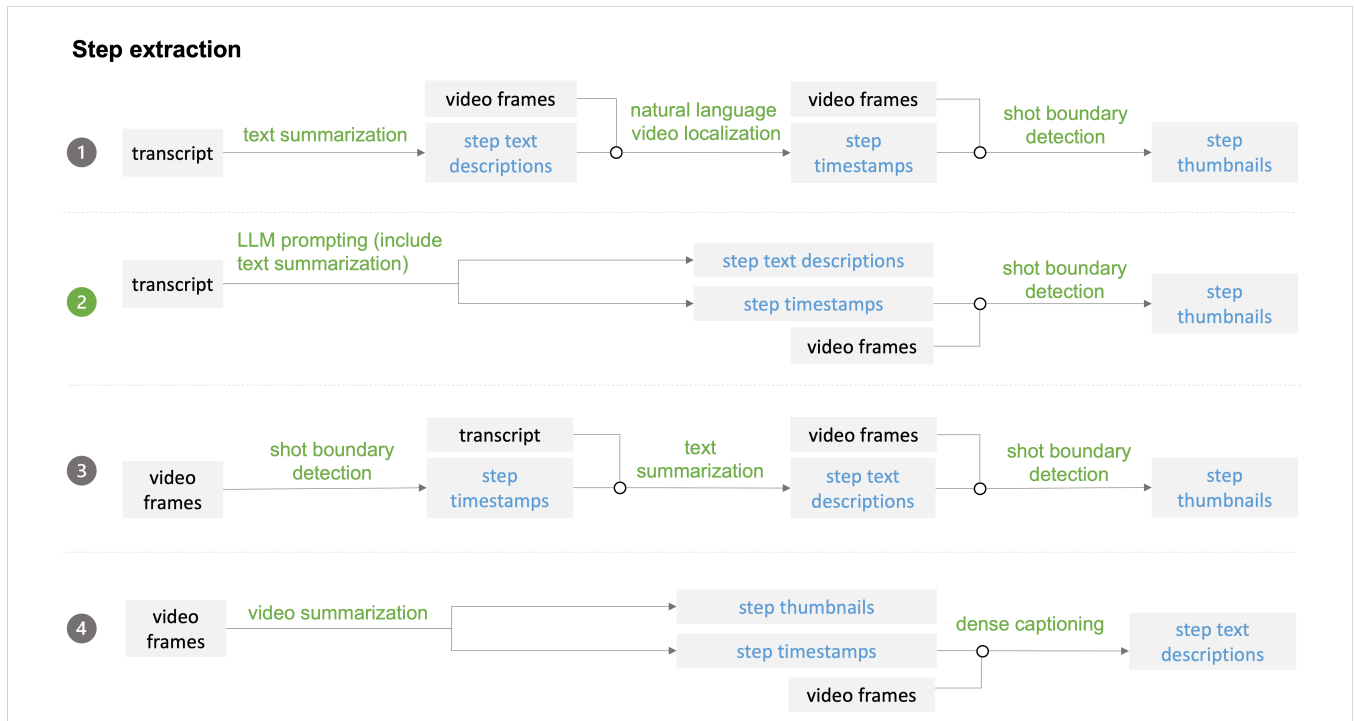 Step extraction
1
transcript
text summarization
video frames
step text
descriptions
natural language
video localization
video frames
step
timestamps
shot boundary
detection
step
thumbnails
2
transcript
LLM prompting (include
text summarization)
step text descriptions
step timestamps
video frames
shot boundary
detection
step
thumbnails
3
video
frames
shot boundary
detection
transcript
step
timestamps
text
summarization
video frames
step text
descriptions
shot boundary
detection
step
thumbnails
4
video
frames
video summarization
step thumbnails
step timestamps
video frames
dense captioning
step text
descriptions